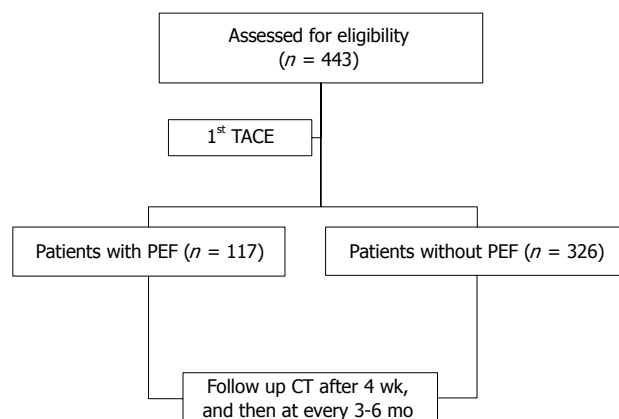 Assessed for eligibility
(n = 443)
1st TACE
Patients with PEF (n = 117)
Patients without PEF (n = 326)
Follow up CT after 4 wk,
and then at every 3-6 mo